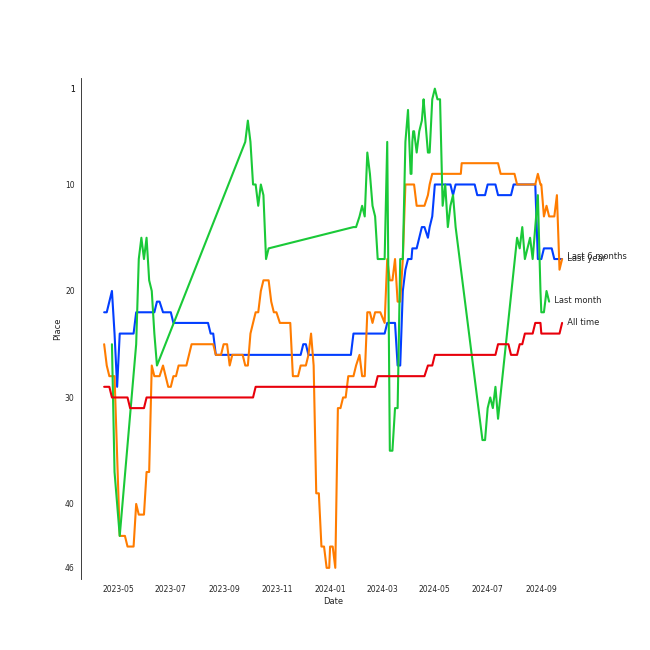 1
10
20
30
40
46
Place
2023-05
2023-07
2023-09
2023-11
2024-01
2024-03
2024-05
2024-07
2024-09
Date
Last 6 months
Last year
Last month
All time